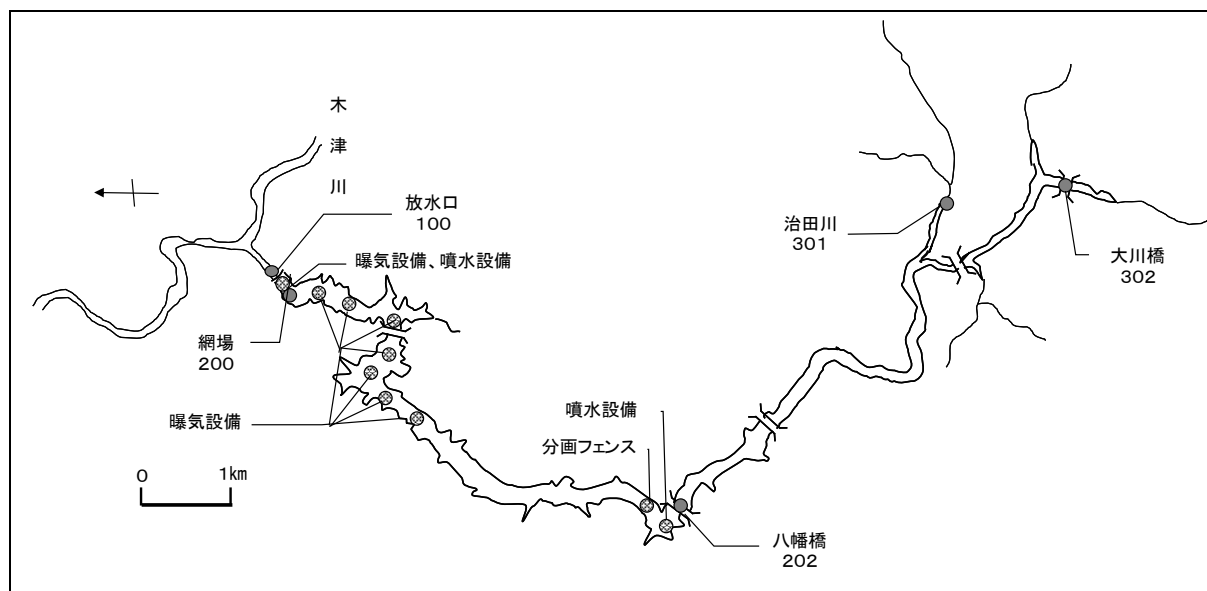 木津川
放水口
100
曝気設備、噴水設備
網場
200
曝気設備
0 1km
噴水設備
分画フェンス
八幡橋
202
治田川
301
大川橋
302